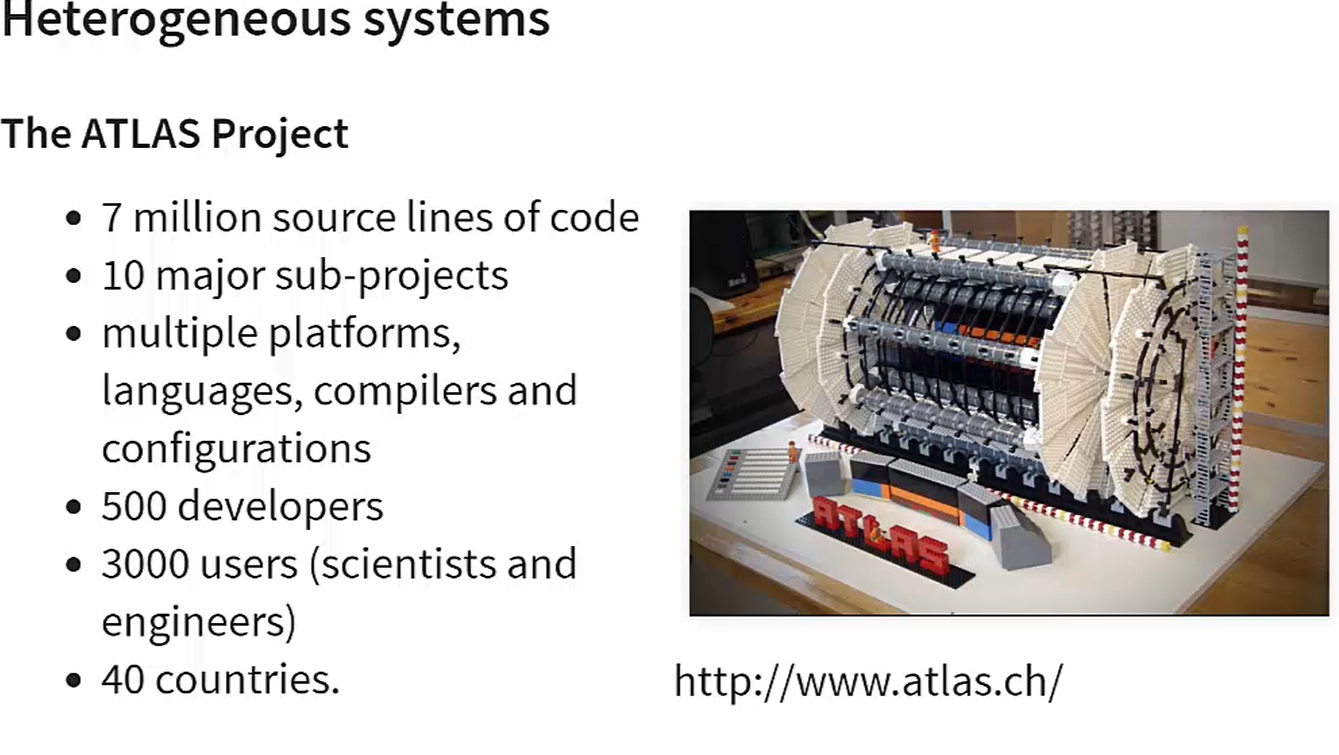 Heterogeneous systems
The ATLAS Project
• 7 million source lines of code
• 10 major sub-projects
• multiple platforms,
languages, compilers and
configurations
• 500 developers
• 3000 users (scientists and
engineers)
• 40 countries.
ATLAS
http://www.atlas.ch/